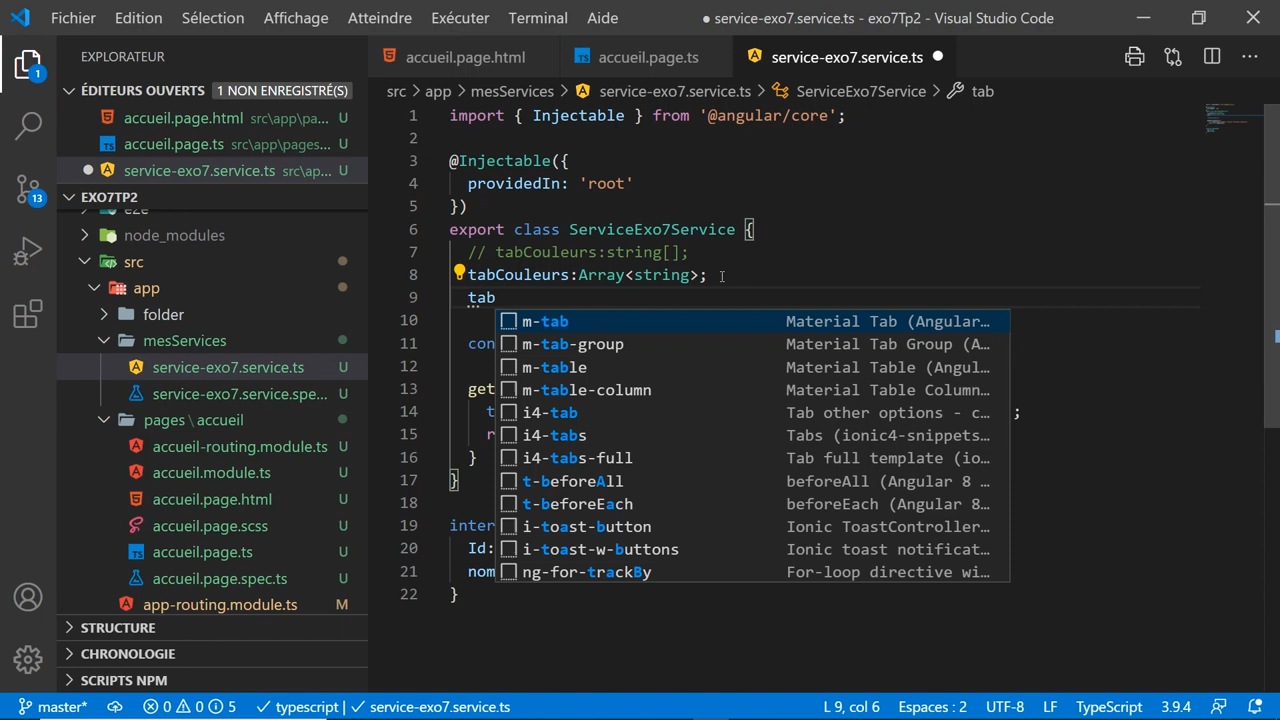 Fichier Edition Sélection Affichage Atteindre Exécuter Terminal Aide ● service-exo7.service.ts - exo7Tp2 - Visual Studio Code
EXPLORATEUR
ÉDITEURS OUVERTS 1 NON ENREGISTRÉ(S)
accueil.page.html src\app\pa... U
accueil.page.ts src\app\pages... U
● service-exo7.service.ts src\ap... U
EXO7TP2
node_modules
src
app
folder
mesServices
service-exo7.service.ts U
service-exo7.service.spe... U
pages \ accueil
accueil-routing.module.ts U
accueil.module.ts U
accueil.page.html U
accueil.page.scss U
accueil.page.ts U
accueil.page.spec.ts U
app-routing.module.ts M
STRUCTURE
CHRONOLOGIE
SCRIPTS NPM
1
13
accueil.page.html accueil.page.ts service-exo7.service.ts ●
src > app > mesServices > service-exo7.service.ts > ServiceExo7Service > tab
1 import { Injectable } from '@angular/core';
2
3 @Injectable({
4 providedIn: 'root'
5 })
6 export class ServiceExo7Service {
7 // tabCouleurs:string[];
8 tabCouleurs:Array<string>;
9 tab
10
11 con
12
13 get
14 t ;
15 r
16 }
17 }
18
19 inter
20 Id:
21 nom
22 }
m-tab Material Tab (Angular…
m-tab-group Material Tab Group (A…
m-table Material Table (Angul…
m-table-column Material Table Column…
i4-tab Tab other options - c…
i4-tabs Tabs (ionic4-snippets…
i4-tabs-full Tab full template (io…
t-beforeAll beforeAll (Angular 8 …
t-beforeEach beforeEach (Angular 8…
i-toast-button Ionic ToastController…
i-toast-w-buttons Ionic toast notificat…
ng-for-trackBy For-loop directive wi…
master* 0 0 5 typescript | service-exo7.service.ts L 9, col 6 Espaces : 2 UTF-8 LF TypeScript 3.9.4